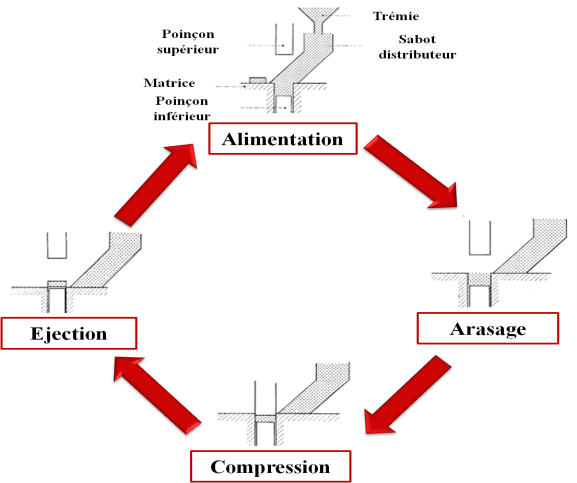 Trémie
Poinçon
supérieur
Sabot
distributeur
Matrice
Poinçon
inférieur
Alimentation
Arasage
Compression
Ejection